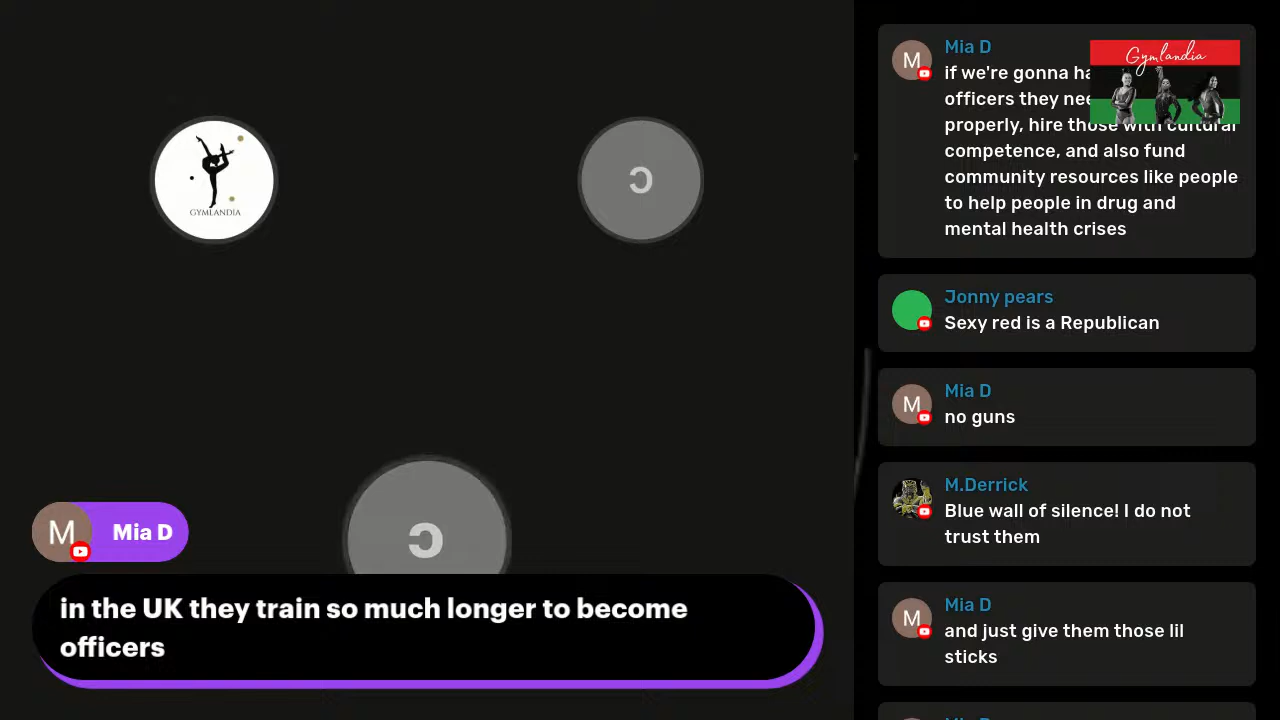 GYMLANDIA
M
Mia D
in the UK they train so much longer to become
officers
Gymlandia
M
Mia D
if we're gonna
officers they
properly, hire those with cultural
competence, and also fund
community resources like people
to help people in drug and
mental health crises
Jonny pears
Sexy red is a Republican
M
Mia D
no guns
M.Derrick
Blue wall of silence! I do not
trust them
M
Mia D
and just give them those lil
sticks